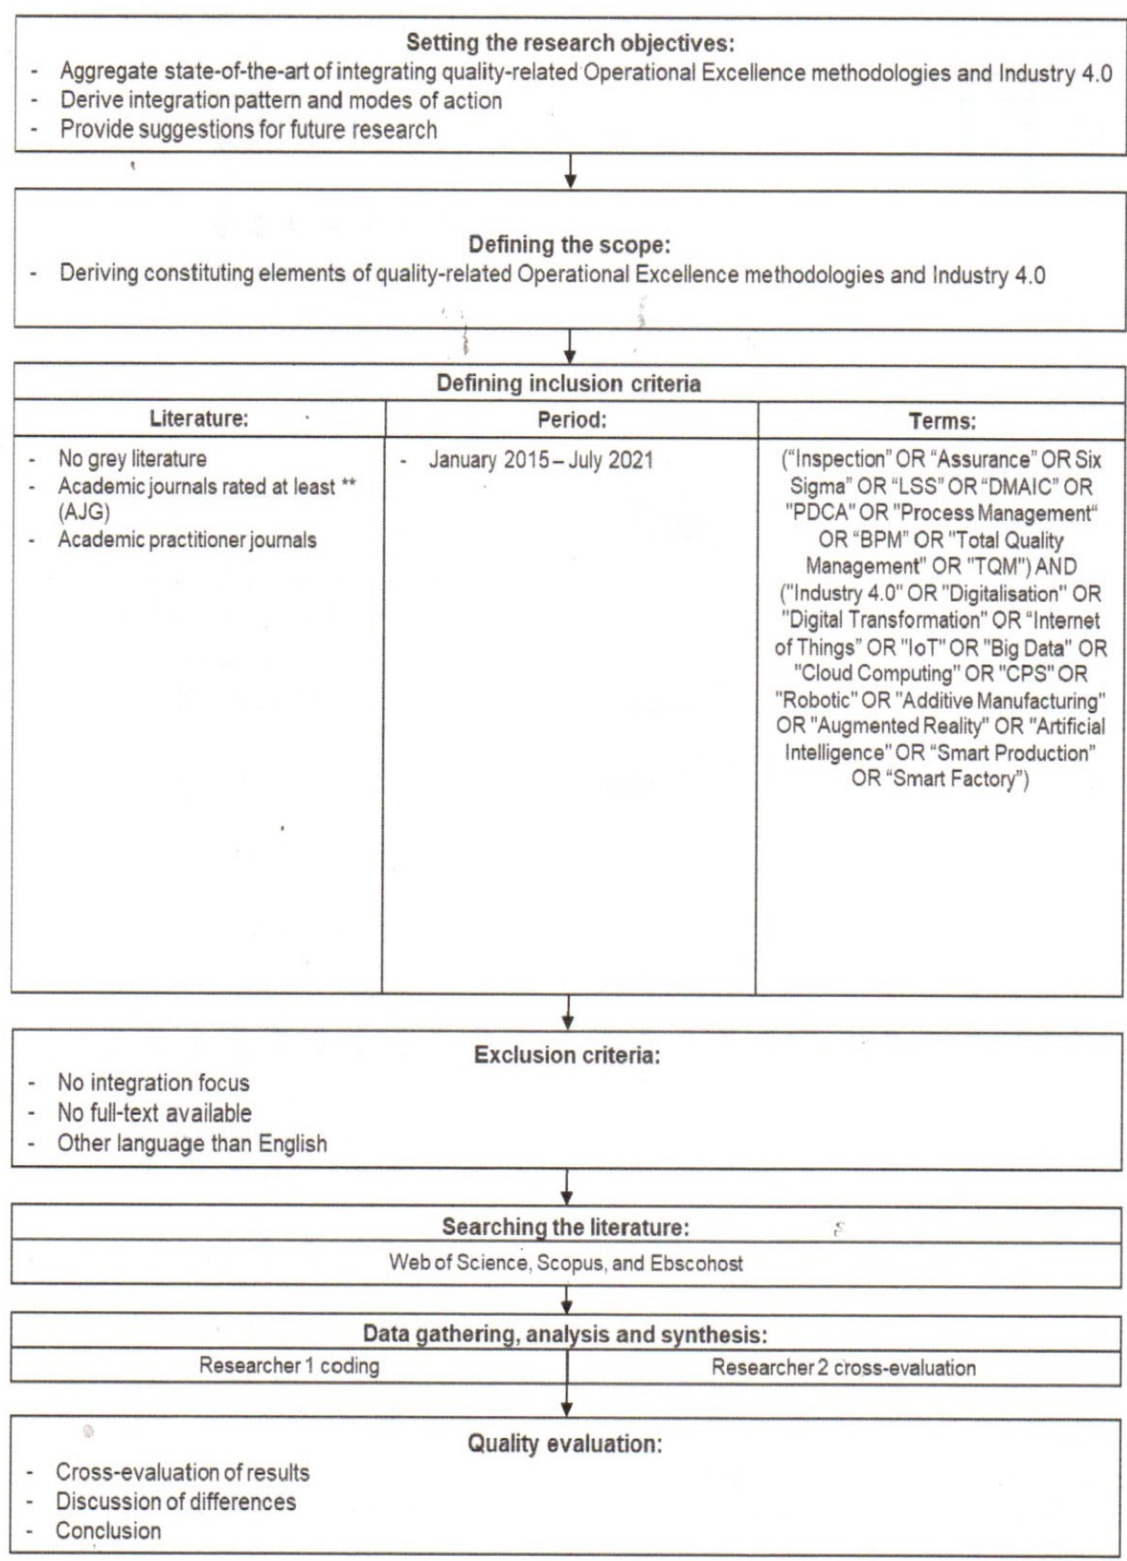 Setting the research objectives:
- Aggregate state-of-the-art of integrating quality-related Operational Excellence methodologies and Industry 4.0
- Derive integration pattern and modes of action
- Provide suggestions for future research
Defining the scope:
- Deriving constituting elements of quality-related Operational Excellence methodologies and Industry 4.0
Defining inclusion criteria
Literature:
- No grey literature
- Academic journals rated at least **
(AJG)
- Academic practitioner journals
Period:
- January 2015 – July 2021
Terms:
("Inspection" OR "Assurance" OR Six
Sigma" OR "LSS" OR "DMAIC" OR
"PDCA" OR "Process Management"
OR "BPM" OR "Total Quality
Management" OR "TQM") AND
("Industry 4.0" OR "Digitalisation" OR
"Digital Transformation" OR "Internet
of Things" OR "IoT" OR "Big Data" OR
"Cloud Computing" OR "CPS" OR
"Robotic" OR "Additive Manufacturing"
OR "Augmented Reality" OR "Artificial
Intelligence" OR "Smart Production"
OR "Smart Factory")
Exclusion criteria:
- No integration focus
- No full-text available
- Other language than English
Searching the literature:
Web of Science, Scopus, and Ebscohost
Data gathering, analysis and synthesis:
Researcher 1 coding
Researcher 2 cross-evaluation
Quality evaluation:
- Cross-evaluation of results
- Discussion of differences
- Conclusion